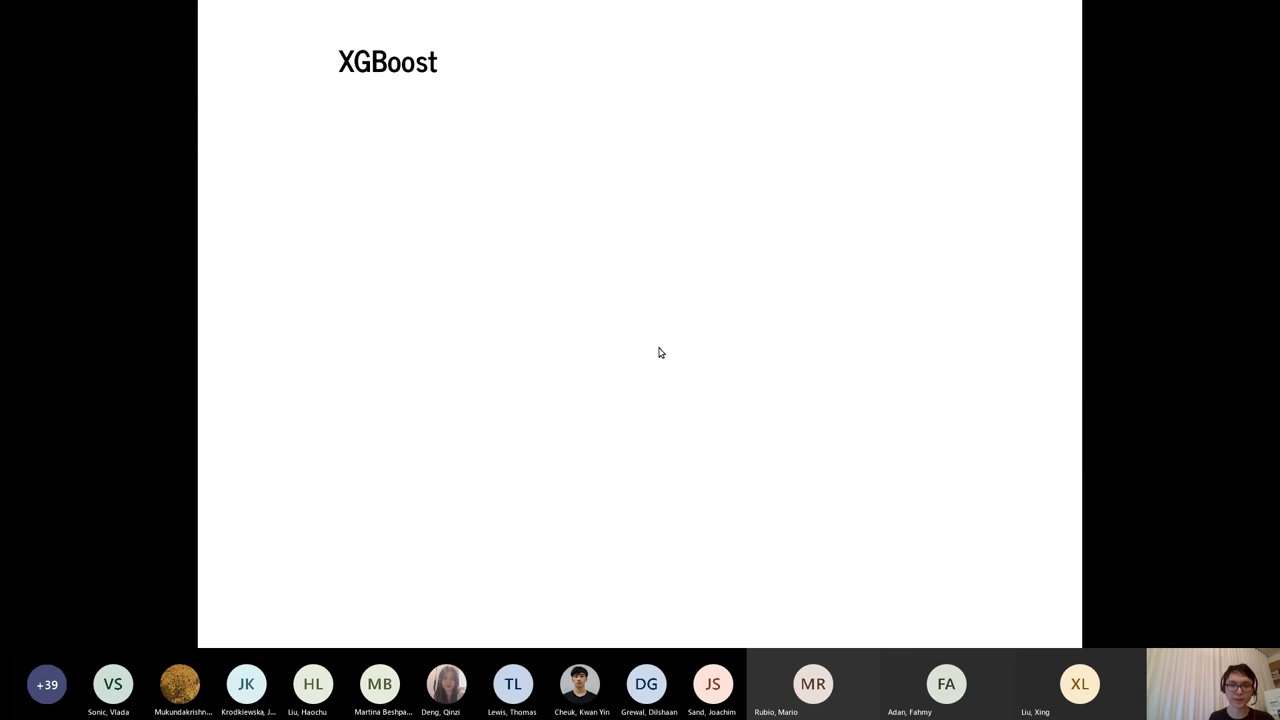 XGBoost
+39
VS
JK
HL
MB
TL
DG
JS
MR
FA
XL
Sonic, Vlada
Mukundakrishn...
Krodkiewska, J...
Liu, Haochu
Martina Beshpa...
Deng, Qinzi
Lewis, Thomas
Cheuk, Kwan Yin
Grewal, Dilshaan
Sand, Joachim
Rubio, Mario
Adan, Fahmy
Liu, Xing